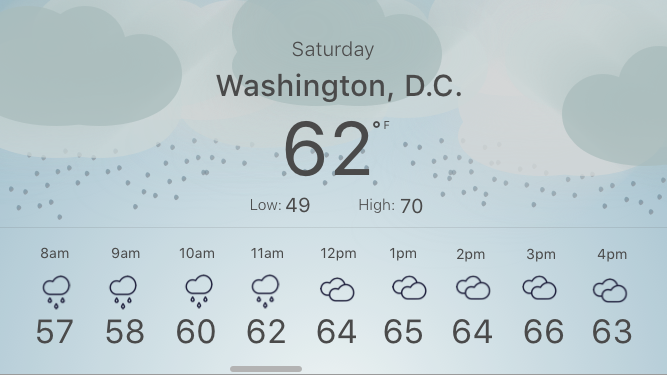 Saturday
Washington, D.C.
62°F
Low: 49 High: 70
8am 9am 10am 11am 12pm 1pm 2pm 3pm 4pm
57 58 60 62 64 65 64 66 63